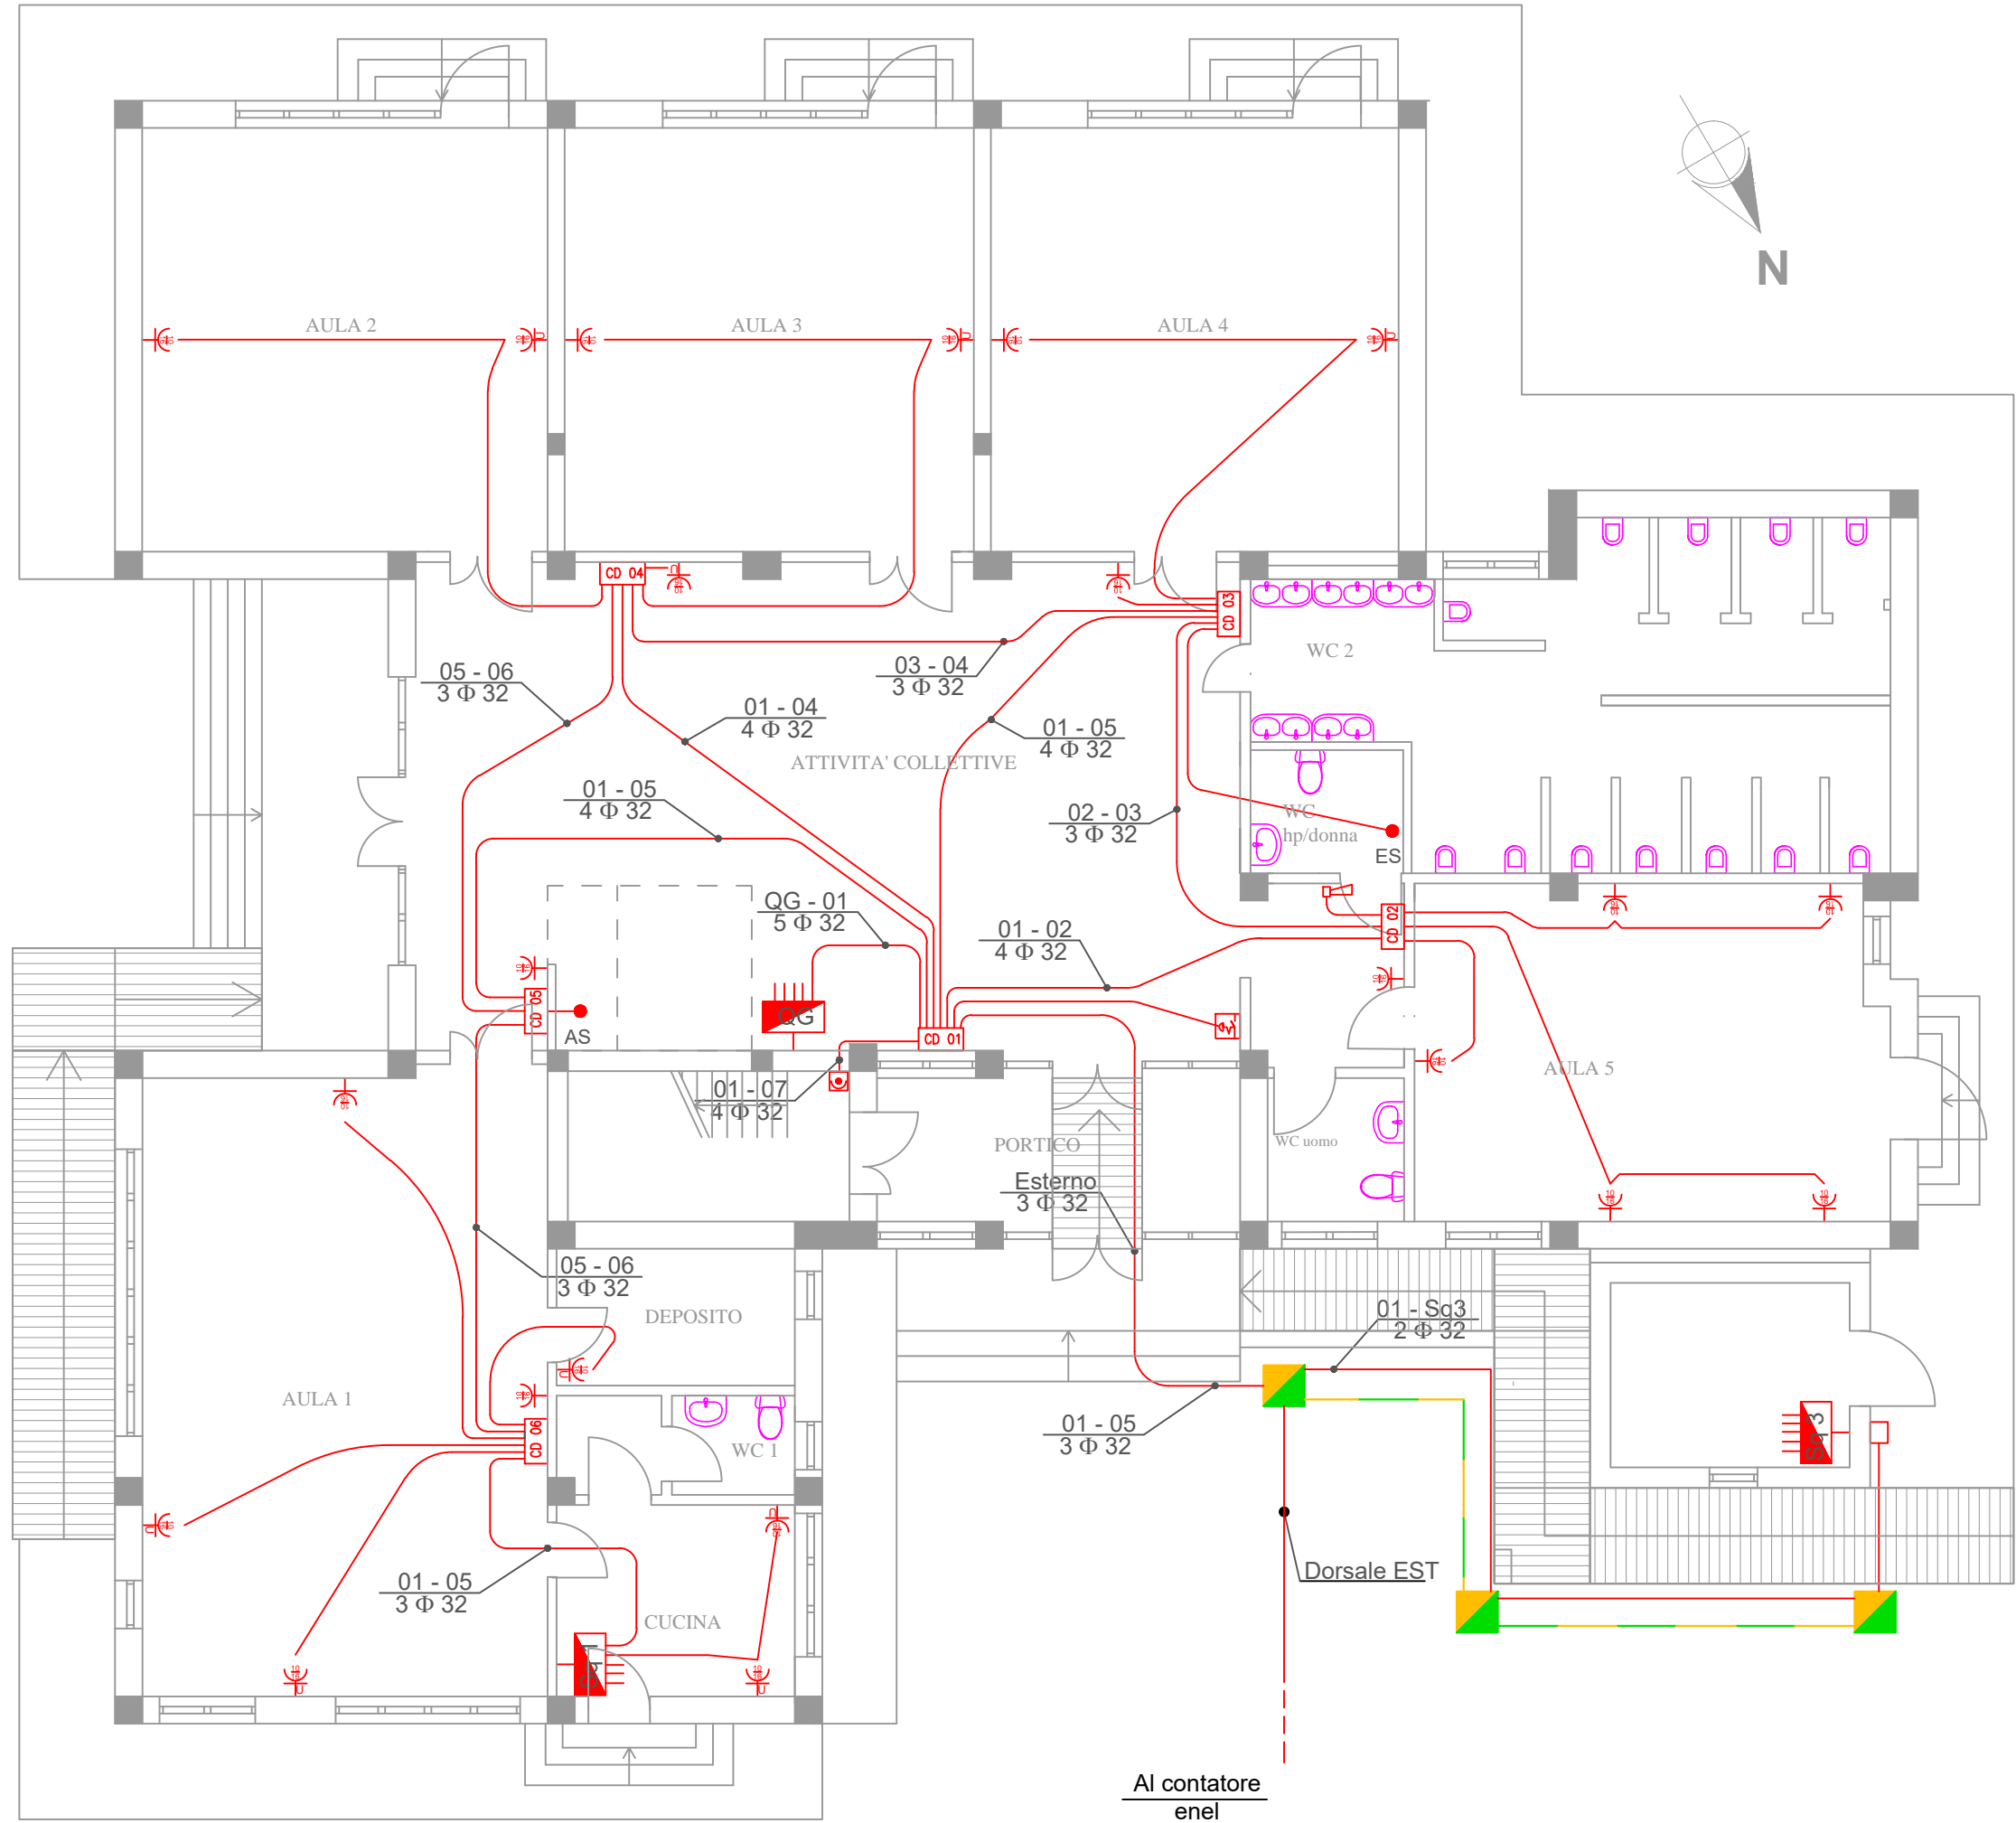 N
AULA 2
AULA 3
AULA 4
CD 04
CD 03
WC 2
05 - 06
3 Φ 32
03 - 04
3 Φ 32
01 - 04
4 Φ 32
01 - 05
4 Φ 32
ATTIVITA' COLLETTIVE
01 - 05
4 Φ 32
02 - 03
3 Φ 32
WC
hp/donna
ES
QG - 01
5 Φ 32
01 - 02
4 Φ 32
CD 02
CD 05
AS
QG
CD 01
01 - 07
4 Φ 32
AULA 5
PORTICO
WC uomo
Esterno
3 Φ 32
05 - 06
3 Φ 32
DEPOSITO
01 - Sq3
2 Φ 32
AULA 1
CD 06
WC 1
01 - 05
3 Φ 32
Sq3
Dorsale EST
01 - 05
3 Φ 32
CUCINA
Al contatore
enel